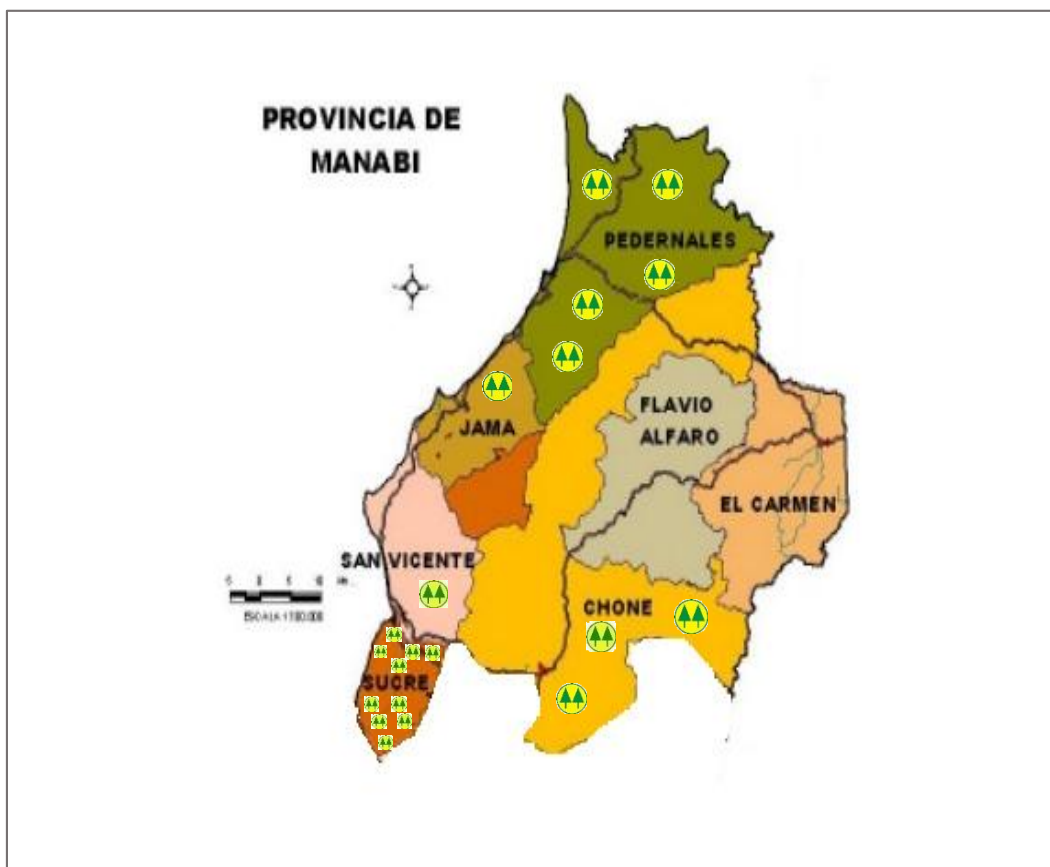 PROVINCIA DE
MANABI
PEDERNALES
FLAVIO
ALFARO
JAMA
EL CARMEN
SAN VICENTE
CHONE
SUCRE